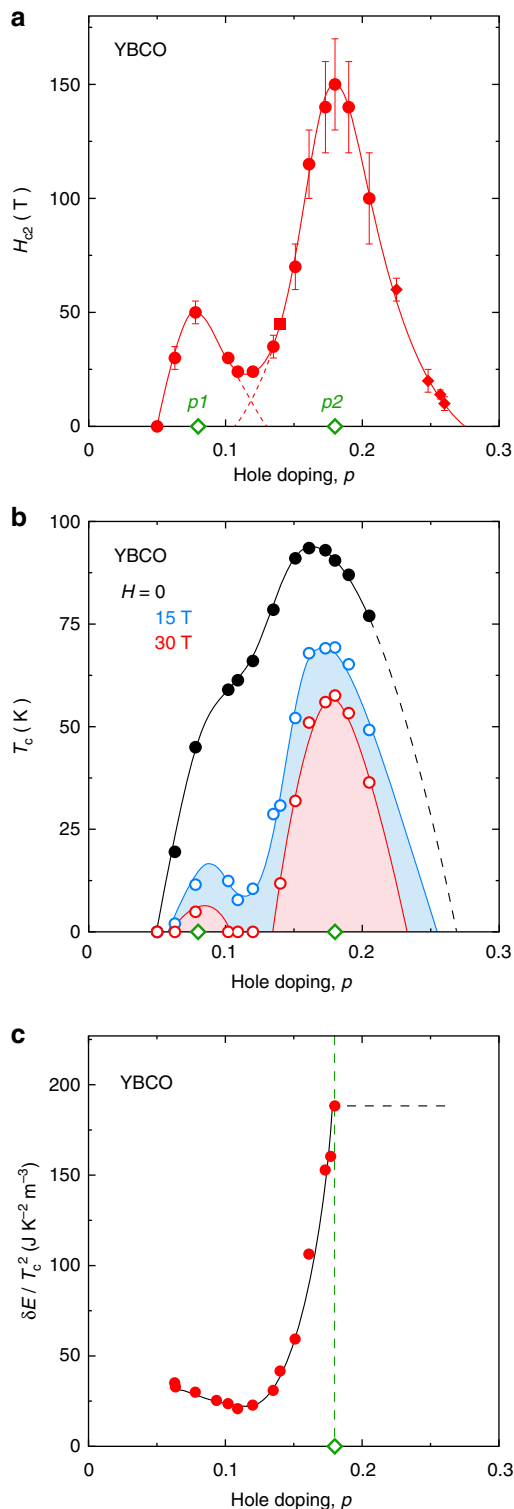 a
YBCO
150
100
50
0
H_c2 ( T )
p1
p2
0
0.1
0.2
0.3
Hole doping, p
b
100
YBCO
H = 0
15 T
30 T
75
50
25
0
T_c ( K )
0
0.1
0.2
0.3
Hole doping, p
c
200
YBCO
150
100
50
0
δE / T_c^2 (J K^−2 m^−3)
0
0.1
0.2
0.3
Hole doping, p